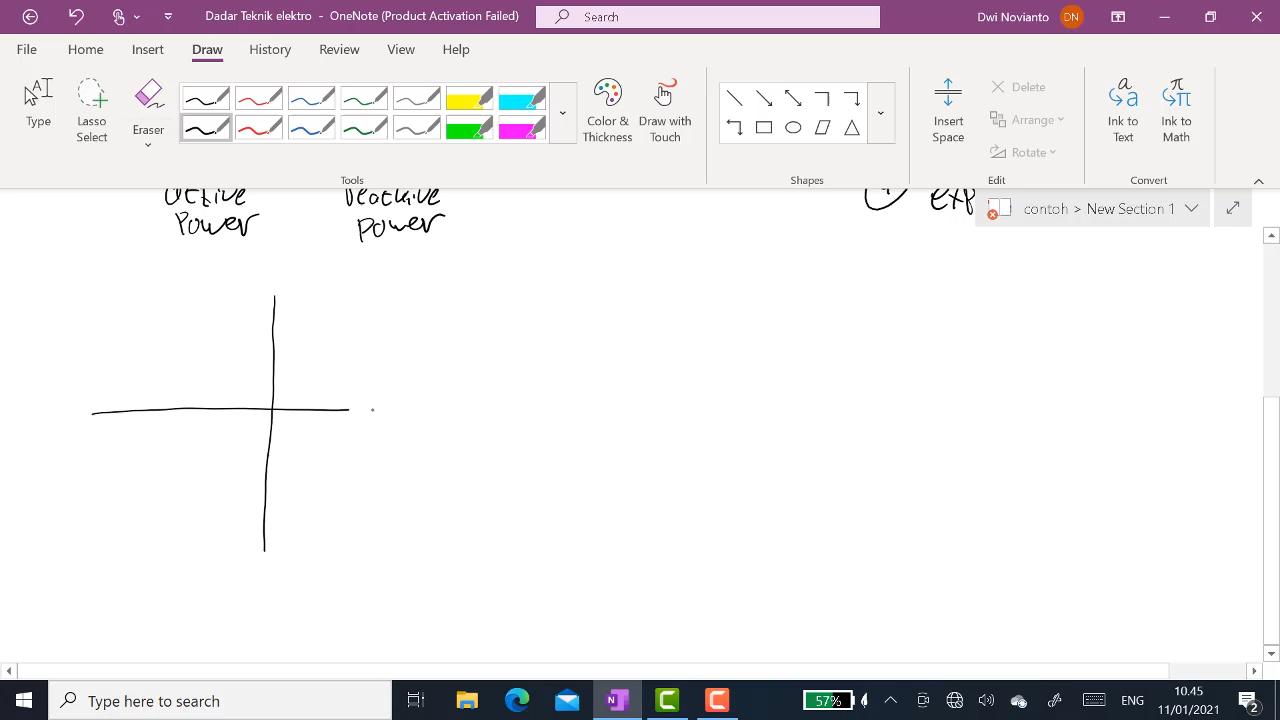 Dadar Teknik elektro - OneNote (Product Activation Failed)
Search
Dwi Novianto
DN
File Home Insert Draw History Review View Help
Type
Lasso
Select
Eraser
Color &
Thickness
Draw with
Touch
Insert
Space
Delete
Arrange
Rotate
Ink to
Text
Ink to
Math
Tools
Shapes
Edit
Convert
Power
power
exp
contoh > New Section 1
Type here to search
57%
ENG
10.45
11/01/2021
2